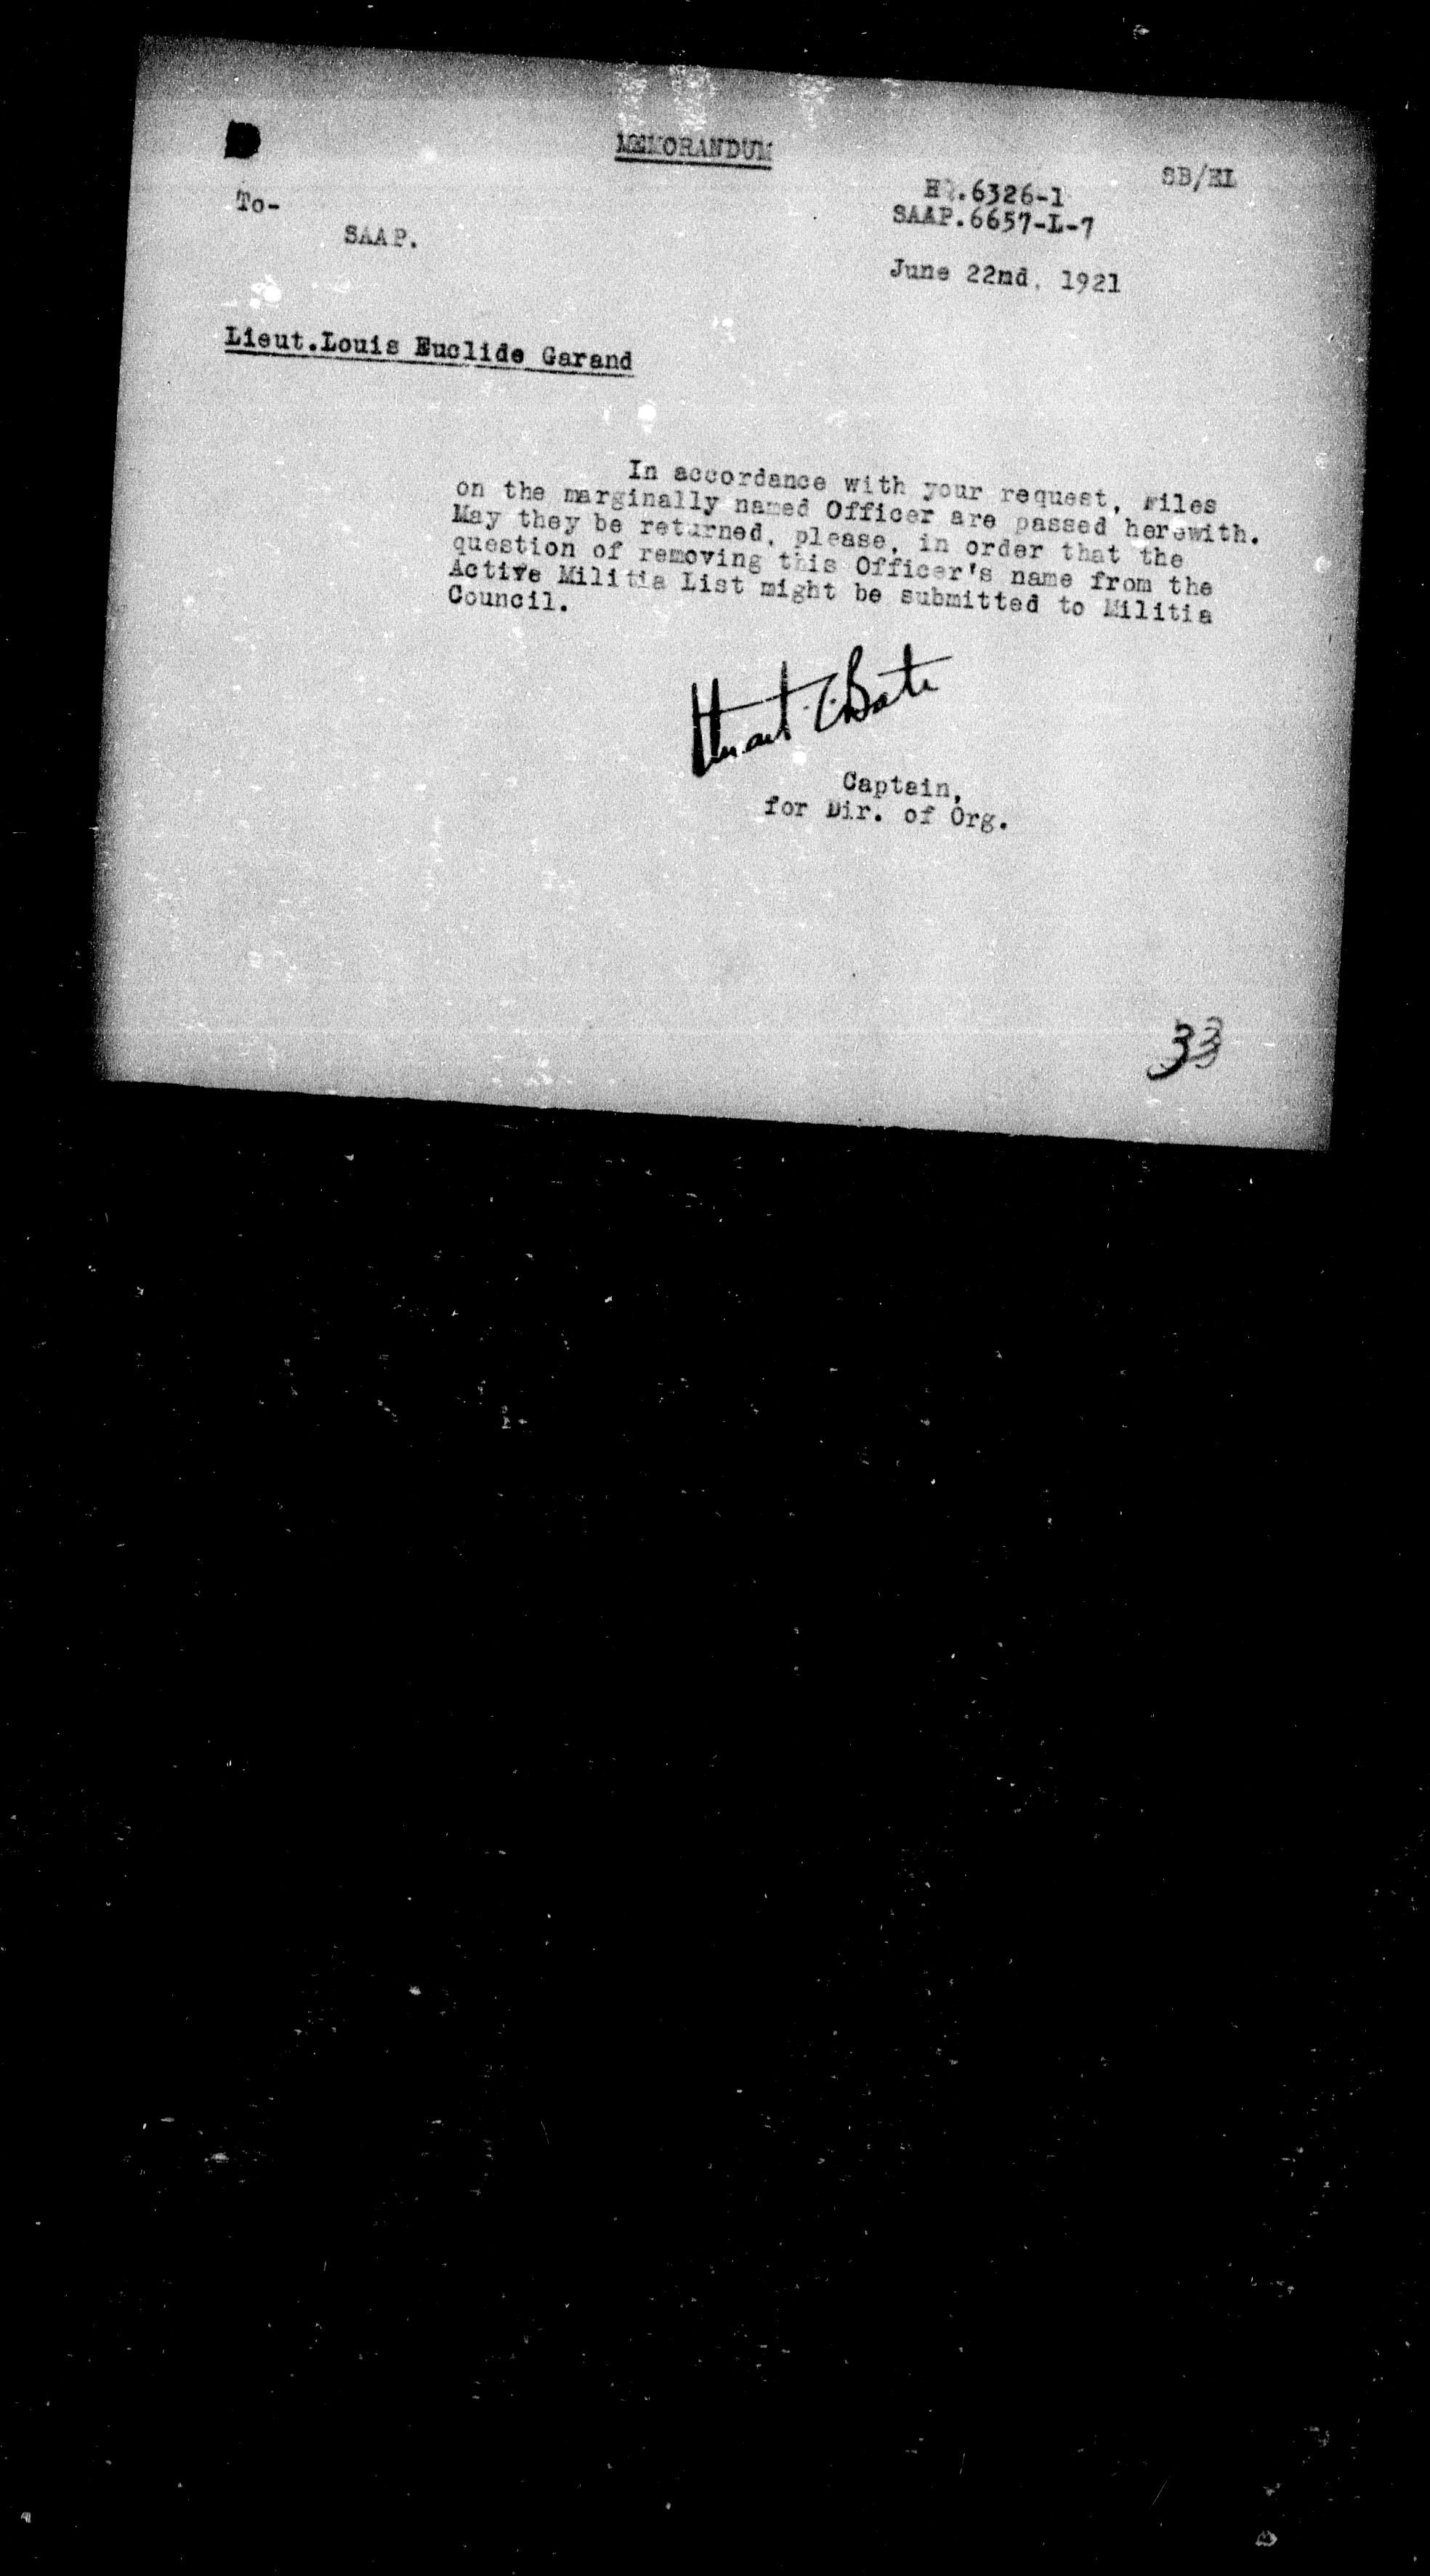 MEMORANDUM
SB/EL
HQ.6326-1
To-
SAAP.6657-L-7
SAAP.
June 22nd, 1921
Lieut.Louis Euclide Garand
In accordance with your request, Files
on the marginally named Officer are passed herewith.
May they be returned, please, in order that the
question of removing this Officer's name from the
Active Militia List might be submitted to Militia
Council.
Stuart C. Bate
Captain,
for Dir. of Org.
33